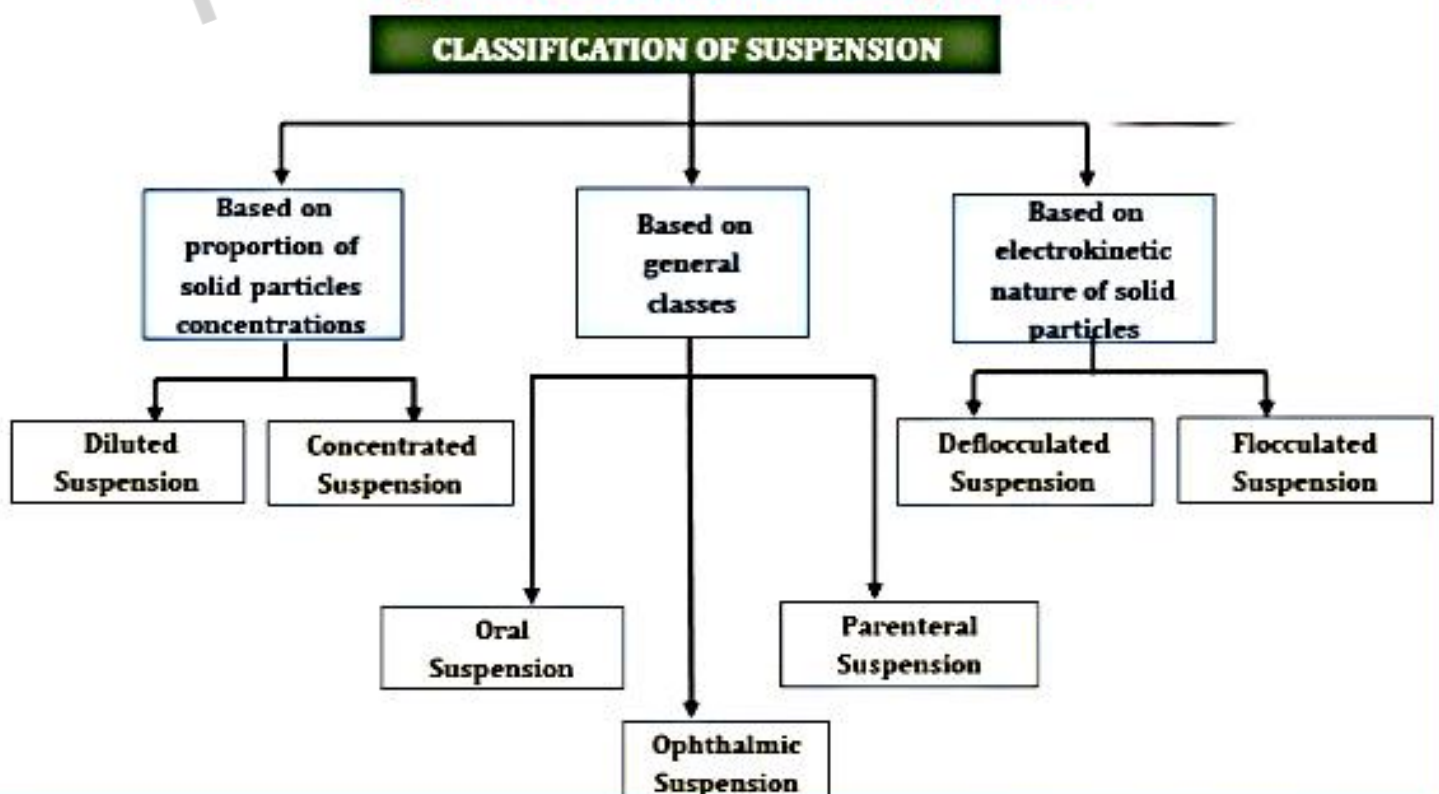 CLASSIFICATION OF SUSPENSION
Based on
proportion of
solid particles
concentrations
Based on
general
classes
Based on
electrokinetic
nature of solid
particles
Diluted
Suspension
Concentrated
Suspension
Deflocculated
Suspension
Flocculated
Suspension
Oral
Suspension
Parenteral
Suspension
Ophthalmic
Suspension